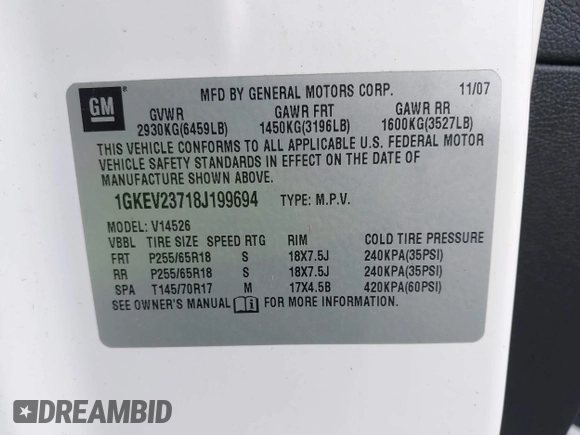 GM
MFD BY GENERAL MOTORS CORP. 11/07
GVWR GAWR FRT GAWR RR
2930KG(6459LB) 1450KG(3196LB) 1600KG(3527LB)
THIS VEHICLE CONFORMS TO ALL APPLICABLE U.S. FEDERAL MOTOR
VEHICLE SAFETY STANDARDS IN EFFECT ON THE DATE OF
MANUFACTURE SHOWN ABOVE.
1GKEV23718J199694 TYPE: M.P.V.
MODEL: V14526
VBBL TIRE SIZE SPEED RTG RIM COLD TIRE PRESSURE
FRT P255/65R18 S 18X7.5J 240KPA(35PSI)
RR P255/65R18 S 18X7.5J 240KPA(35PSI)
SPA T145/70R17 M 17X4.5B 420KPA(60PSI)
SEE OWNER'S MANUAL FOR MORE INFORMATION.
DREAMBID